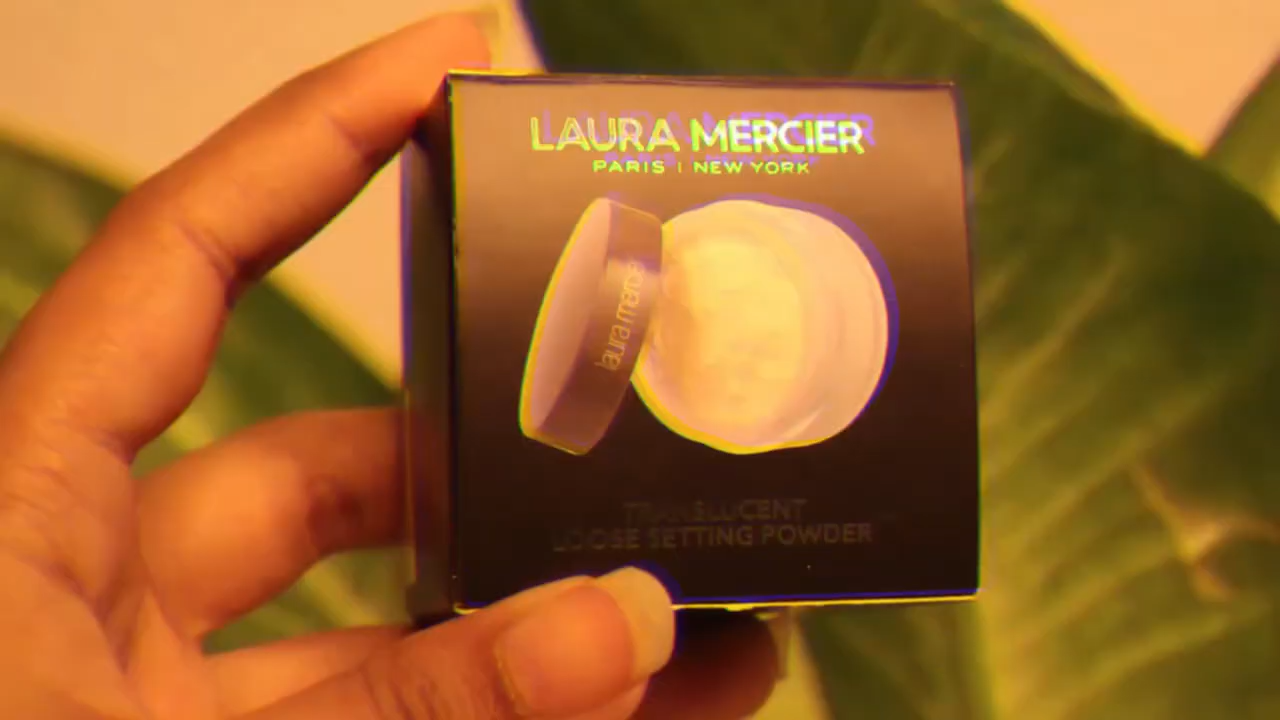 LAURA MERCIER
PARIS | NEW YORK
laura mercier
TRANSLUCENT
LOOSE SETTING POWDER